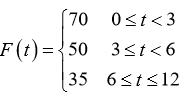 F(t) = { 70 0 ≤ t < 3
50 3 ≤ t < 6
35 6 ≤ t ≤ 12